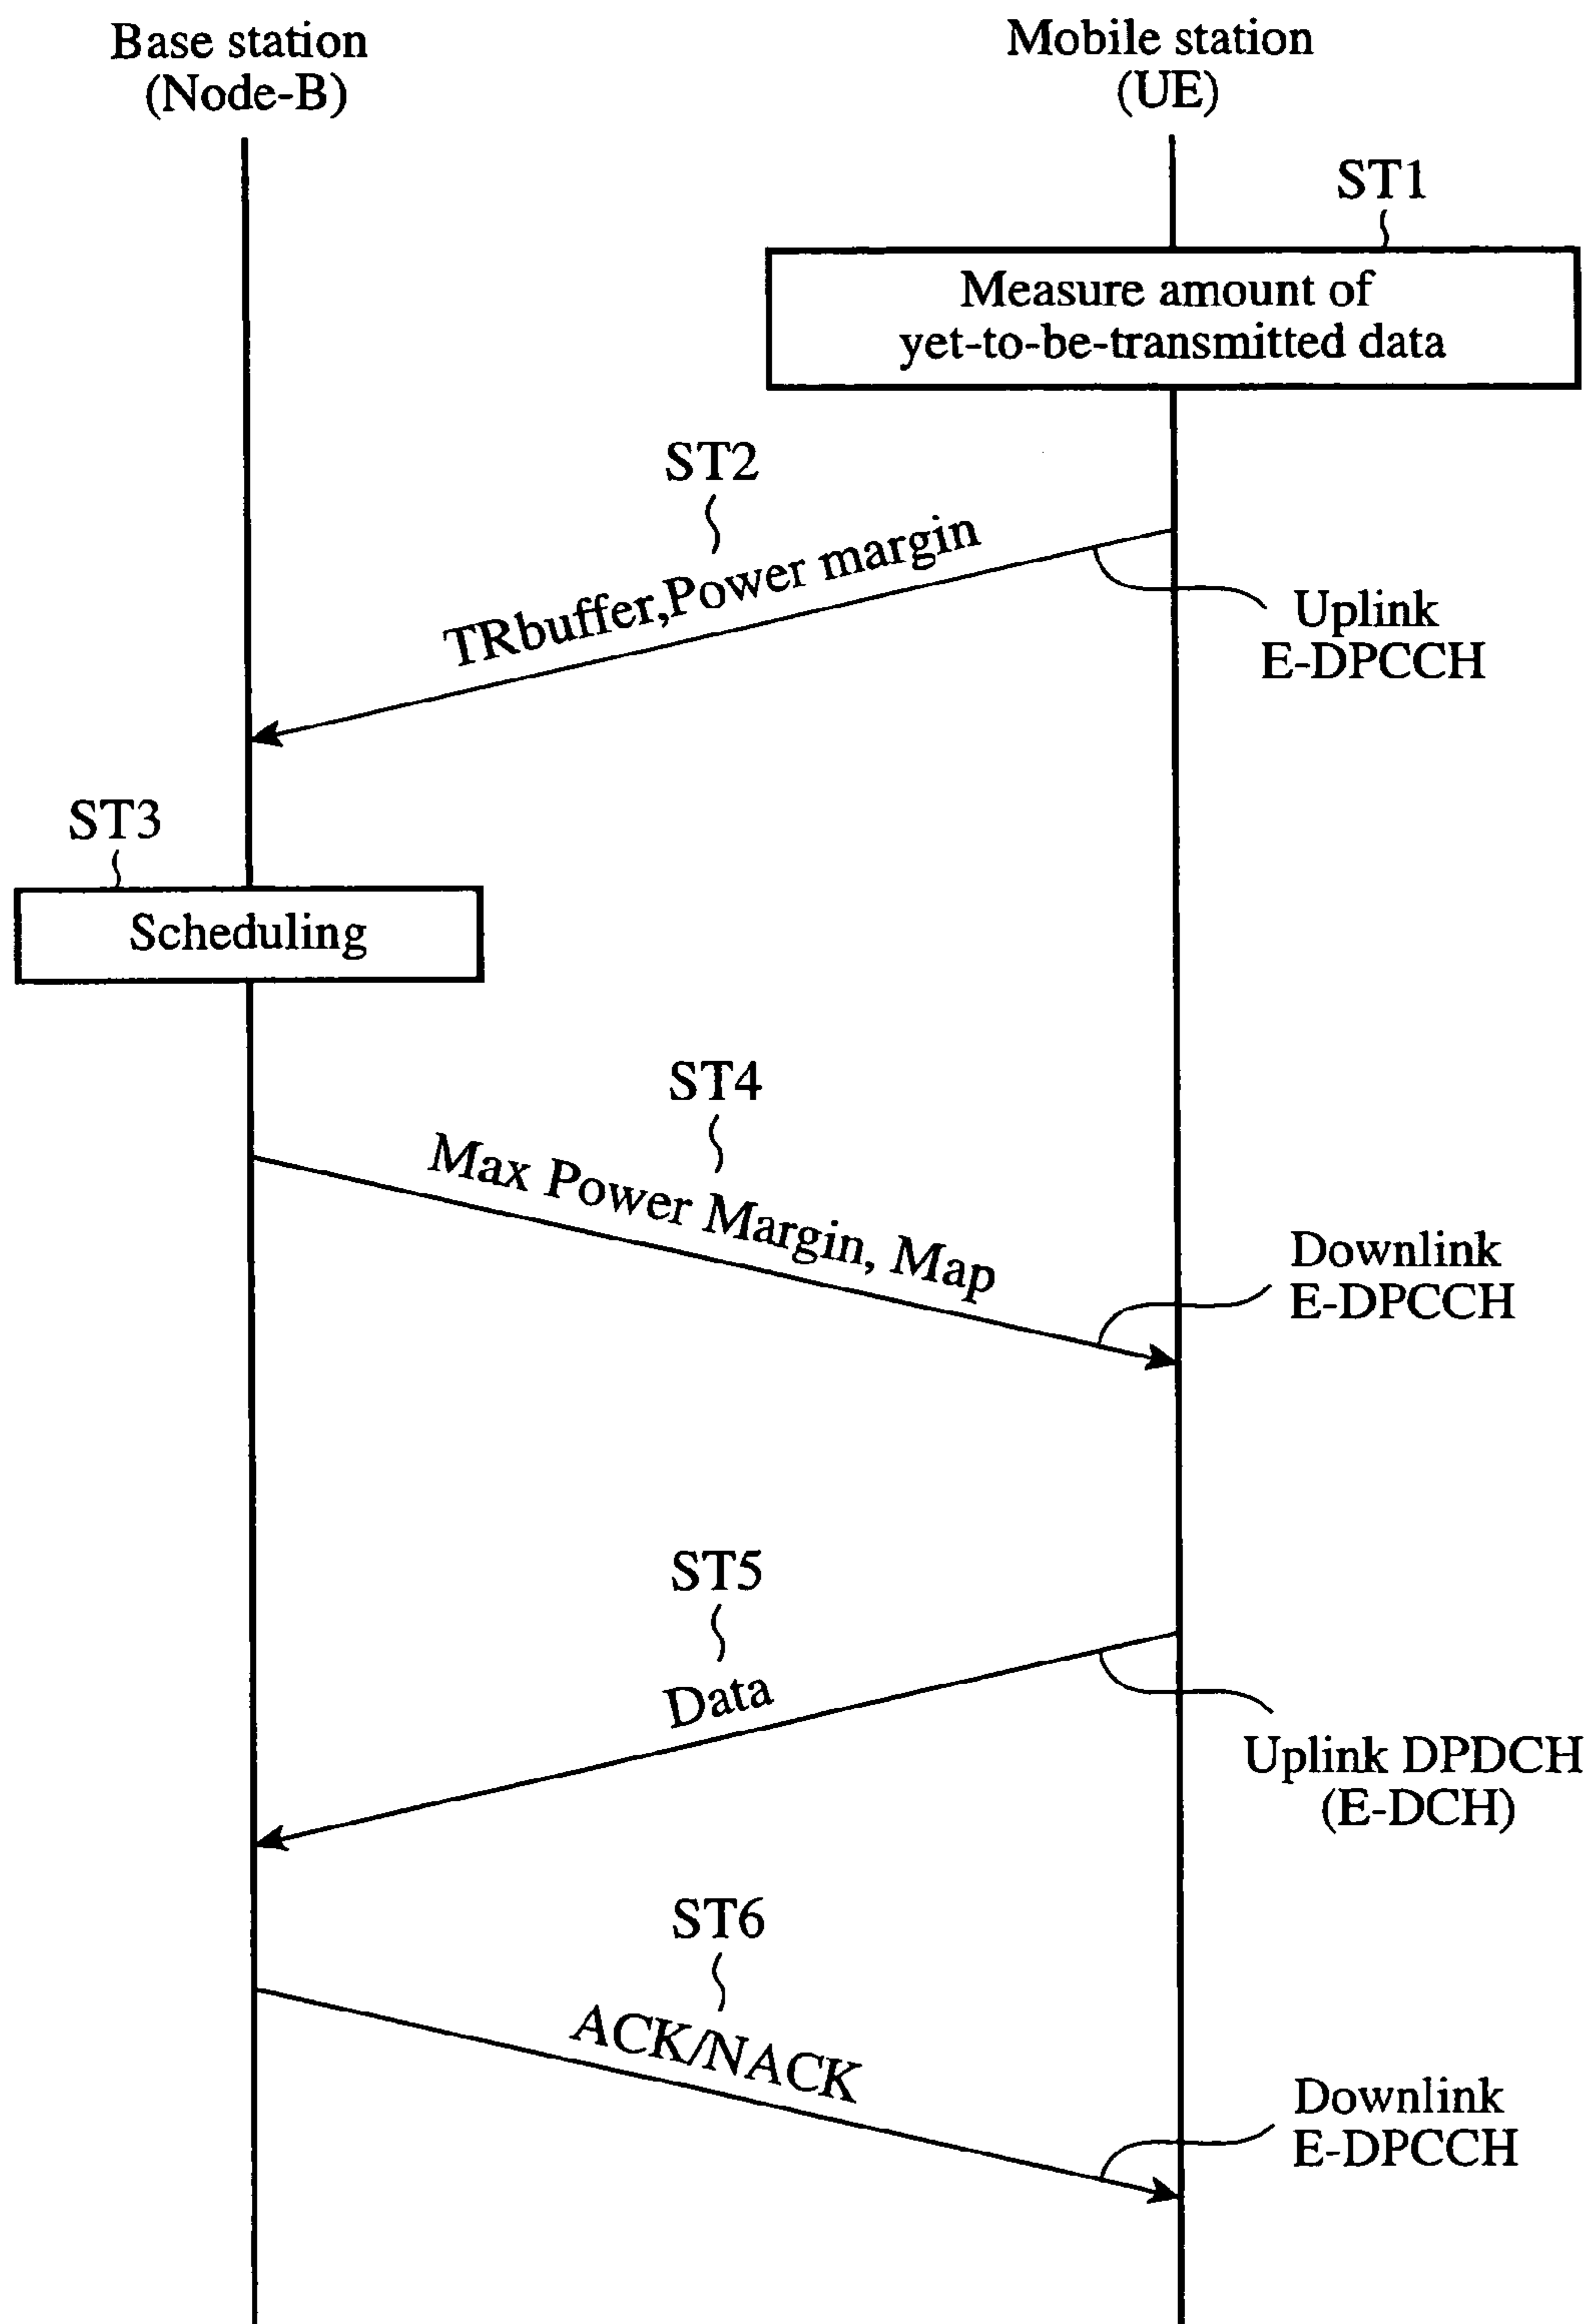 Base station
(Node-B)
Mobile station
(UE)
ST1
Measure amount of
yet-to-be-transmitted data
ST2
TRbuffer,Power margin
Uplink
E-DPCCH
ST3
Scheduling
ST4
Max Power Margin, Map
Downlink
E-DPCCH
ST5
Data
Uplink DPDCH
(E-DCH)
ST6
ACK/NACK
Downlink
E-DPCCH